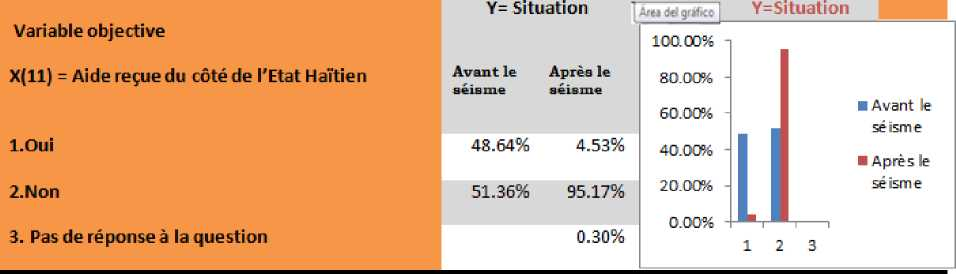 Y= Situation
Variable objective
X(11) = Aide reçue du côté de l'Etat Haïtien
Avant le séisme
Après le séisme
1.Oui 48.64% 4.53%
2.Non 51.36% 95.17%
3. Pas de réponse à la question 0.30%
Área del gráfico
Y=Situation
100.00%
80.00%
60.00%
40.00%
20.00%
0.00%
1 2 3
Avant le
séisme
Après le
séisme